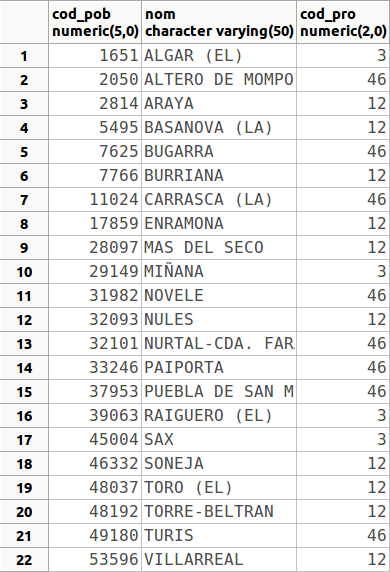 cod_pob nom cod_pro
numeric(5,0) character varying(50) numeric(2,0)
1 1651 ALGAR (EL) 3
2 2050 ALTERO DE MOMPO 46
3 2814 ARAYA 12
4 5495 BASANOVA (LA) 12
5 7625 BUGARRA 46
6 7766 BURRIANA 12
7 11024 CARRASCA (LA) 46
8 17859 ENRAMONA 12
9 28097 MAS DEL SECO 12
10 29149 MIÑANA 3
11 31982 NOVELE 46
12 32093 NULES 12
13 32101 NURTAL-CDA. FAR 46
14 33246 PAIPORTA 46
15 37953 PUEBLA DE SAN M 46
16 39063 RAIGUERO (EL) 3
17 45004 SAX 3
18 46332 SONEJA 12
19 48037 TORO (EL) 12
20 48192 TORRE-BELTRAN 12
21 49180 TURIS 46
22 53596 VILLARREAL 12